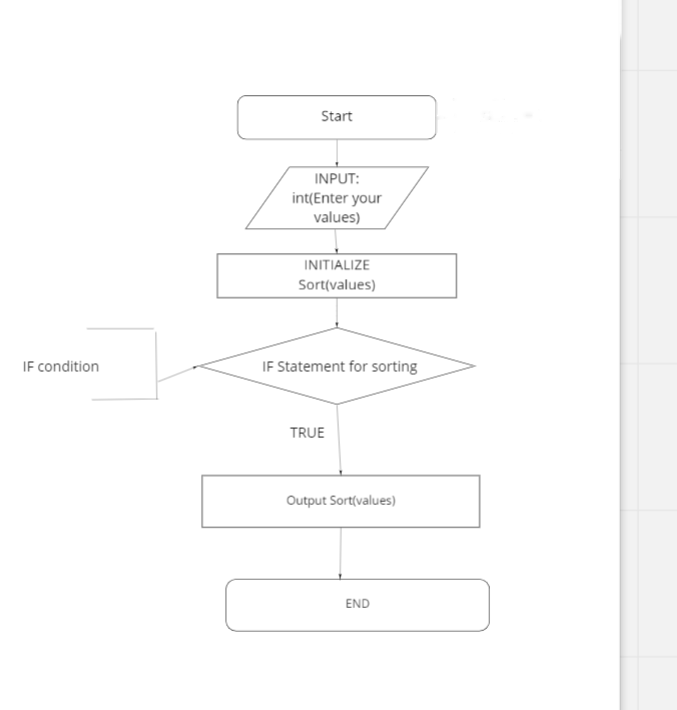 Start
INPUT:
int(Enter your
values)
INITIALIZE
Sort(values)
IF condition
IF Statement for sorting
TRUE
Output Sort(values)
END